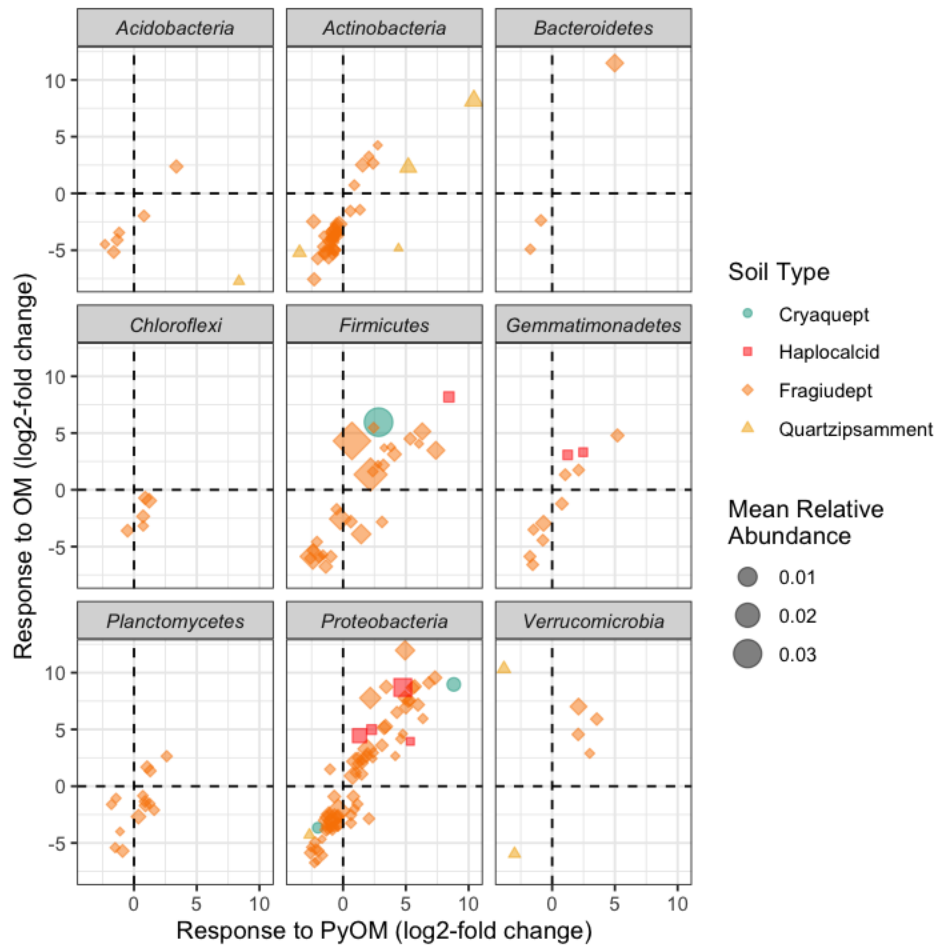 Acidobacteria Actinobacteria Bacteroidetes
10
5
0
-5
Chloroflexi Firmicutes Gemmatimonadetes
10
5
0
-5
Planctomycetes Proteobacteria Verrucomicrobia
10
5
0
-5
0 5 10 0 5 10 0 5 10
Response to PyOM (log2-fold change)
Response to OM (log2-fold change)
Soil Type
Cryaquept
Haplocalcid
Fragiudept
Quartzipsamment
Mean Relative
Abundance
0.01
0.02
0.03